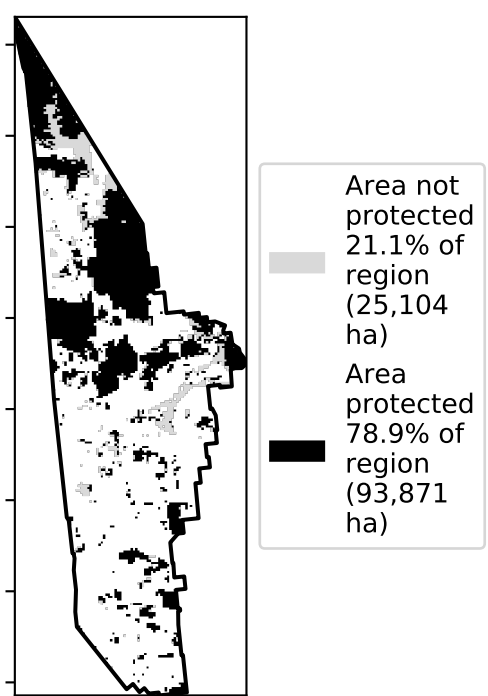 Area not
protected
21.1% of
region
(25,104
ha)
Area
protected
78.9% of
region
(93,871
ha)